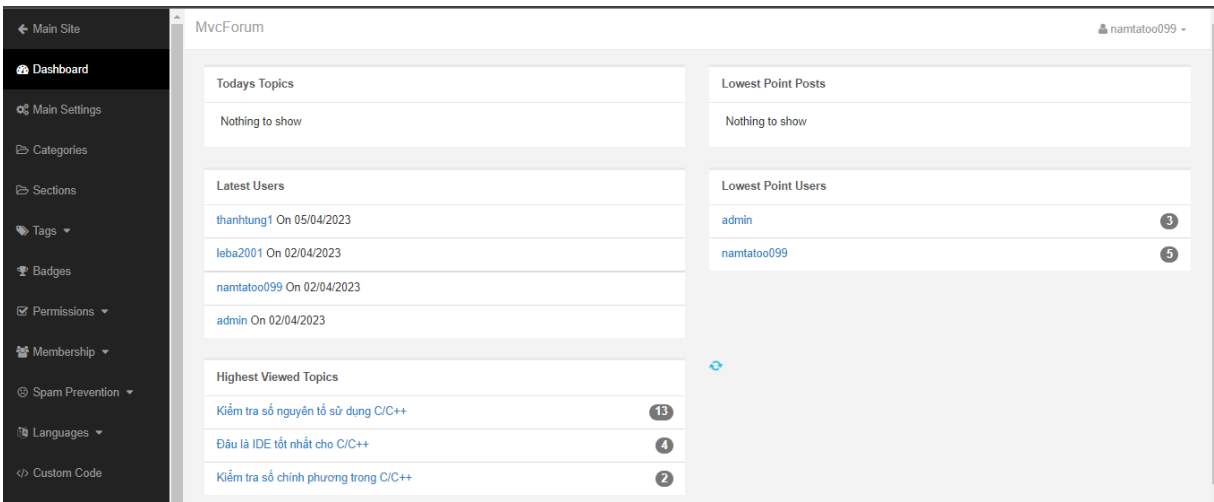 Main Site
Dashboard
Main Settings
Categories
Sections
Tags
Badges
Permissions
Membership
Spam Prevention
Languages
</> Custom Code
MvcForum
namtatoo099
Todays Topics
Nothing to show
Lowest Point Posts
Nothing to show
Latest Users
thanhtung1 On 05/04/2023
leba2001 On 02/04/2023
namtatoo099 On 02/04/2023
admin On 02/04/2023
Lowest Point Users
admin 3
namtatoo099 5
Highest Viewed Topics
Kiểm tra số nguyên tố sử dụng C/C++ 13
Đâu là IDE tốt nhất cho C/C++ 4
Kiểm tra số chính phương trong C/C++ 2